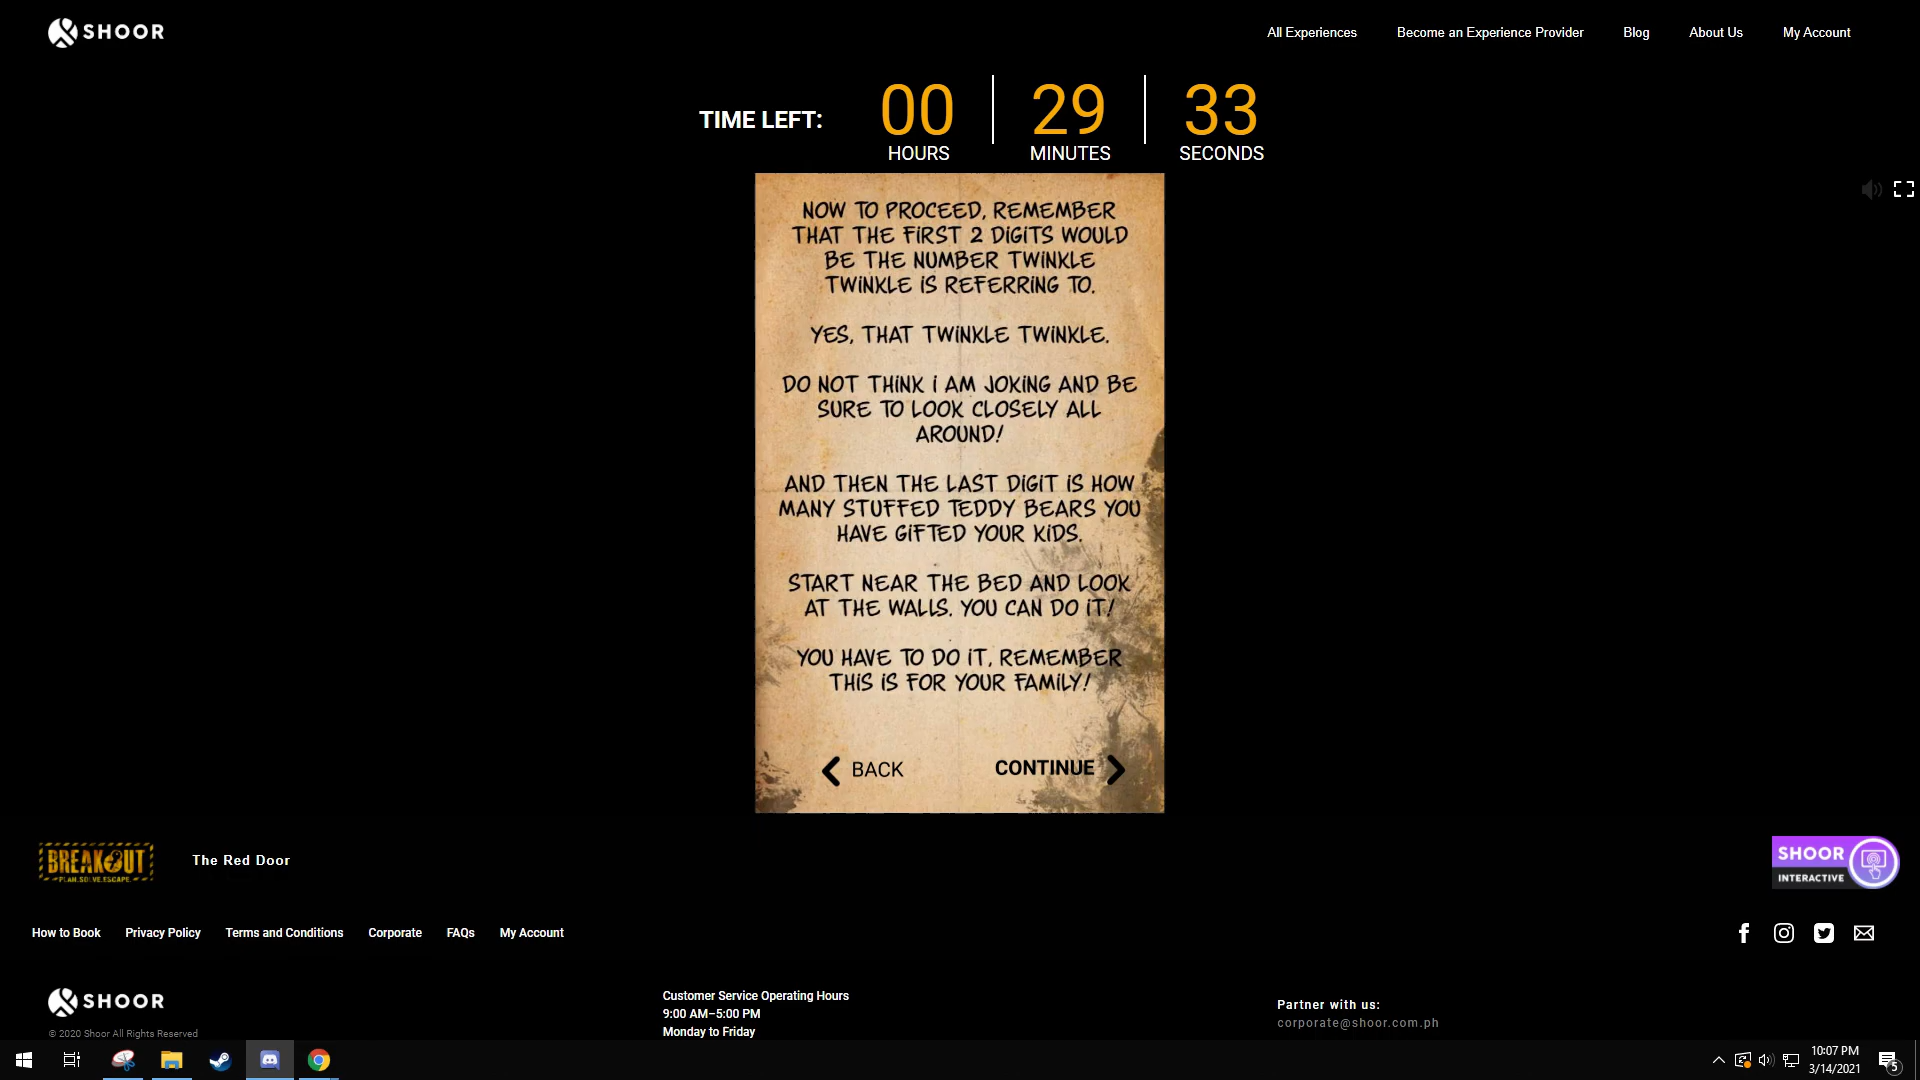 SHOOR
All Experiences Become an Experience Provider Blog About Us My Account
TIME LEFT: 00 29 33
HOURS MINUTES SECONDS
NOW TO PROCEED, REMEMBER
THAT THE FIRST 2 DIGITS WOULD
BE THE NUMBER TWINKLE
TWINKLE IS REFERRING TO.
YES, THAT TWINKLE TWINKLE.
DO NOT THINK I AM JOKING AND BE
SURE TO LOOK CLOSELY ALL
AROUND!
AND THEN THE LAST DIGIT IS HOW
MANY STUFFED TEDDY BEARS YOU
HAVE GIFTED YOUR KIDS.
START NEAR THE BED AND LOOK
AT THE WALLS. YOU CAN DO IT!
YOU HAVE TO DO IT, REMEMBER
THIS IS FOR YOUR FAMILY!
BACK CONTINUE
BREAKOUT
PLAN.SOLVE.ESCAPE
The Red Door
SHOOR
INTERACTIVE
How to Book Privacy Policy Terms and Conditions Corporate FAQs My Account
SHOOR
© 2020 Shoor All Rights Reserved
Customer Service Operating Hours
9:00 AM–5:00 PM
Monday to Friday
Partner with us:
corporate@shoor.com.ph
10:07 PM
3/14/2021
5